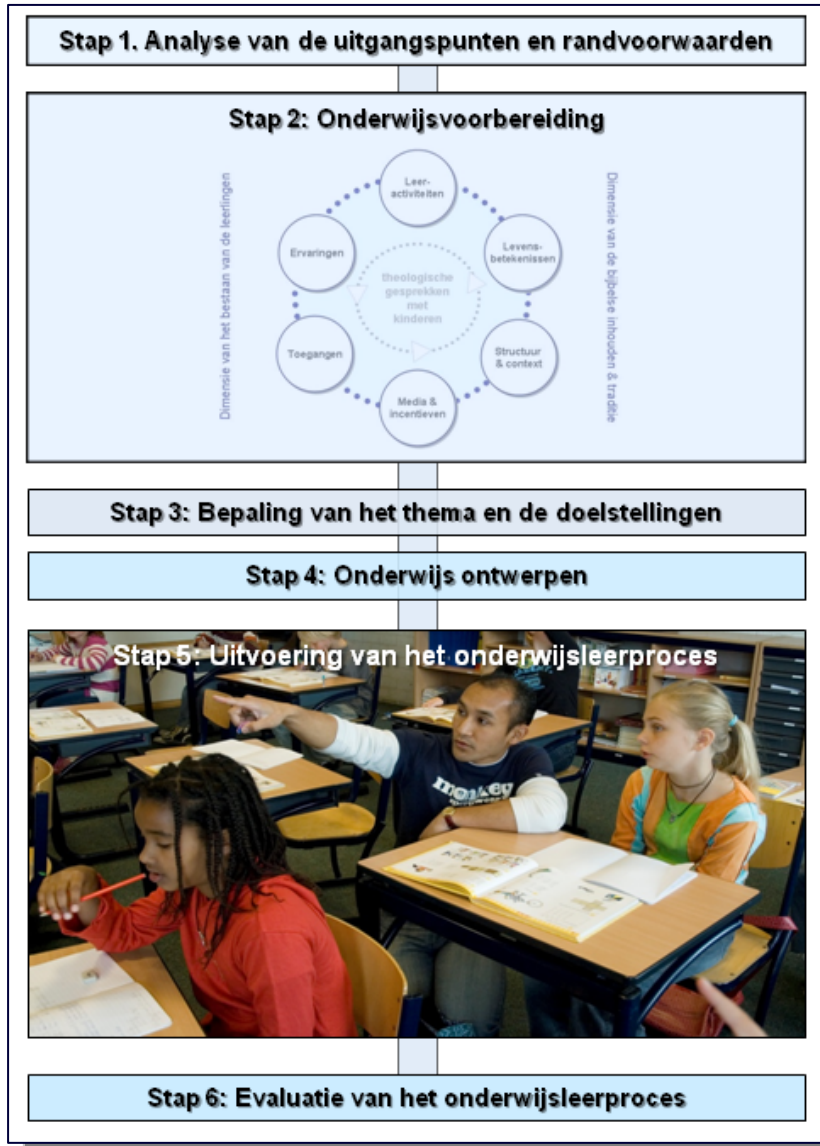 Stap 1. Analyse van de uitgangspunten en randvoorwaarden
Stap 2: Onderwijsvoorbereiding
Dimensie van het bestaan van de leerlingen
Leer-
activiteiten
Ervaringen
Levens-
betekenissen
theologische
gesprekken
met
kinderen
Toegangen
Structuur
& context
Media &
incentieven
Dimensie van de bijbelse inhouden & traditie
Stap 3: Bepaling van het thema en de doelstellingen
Stap 4: Onderwijs ontwerpen
Stap 5: Uitvoering van het onderwijsleerproces
monkey
Stap 6: Evaluatie van het onderwijsleerproces